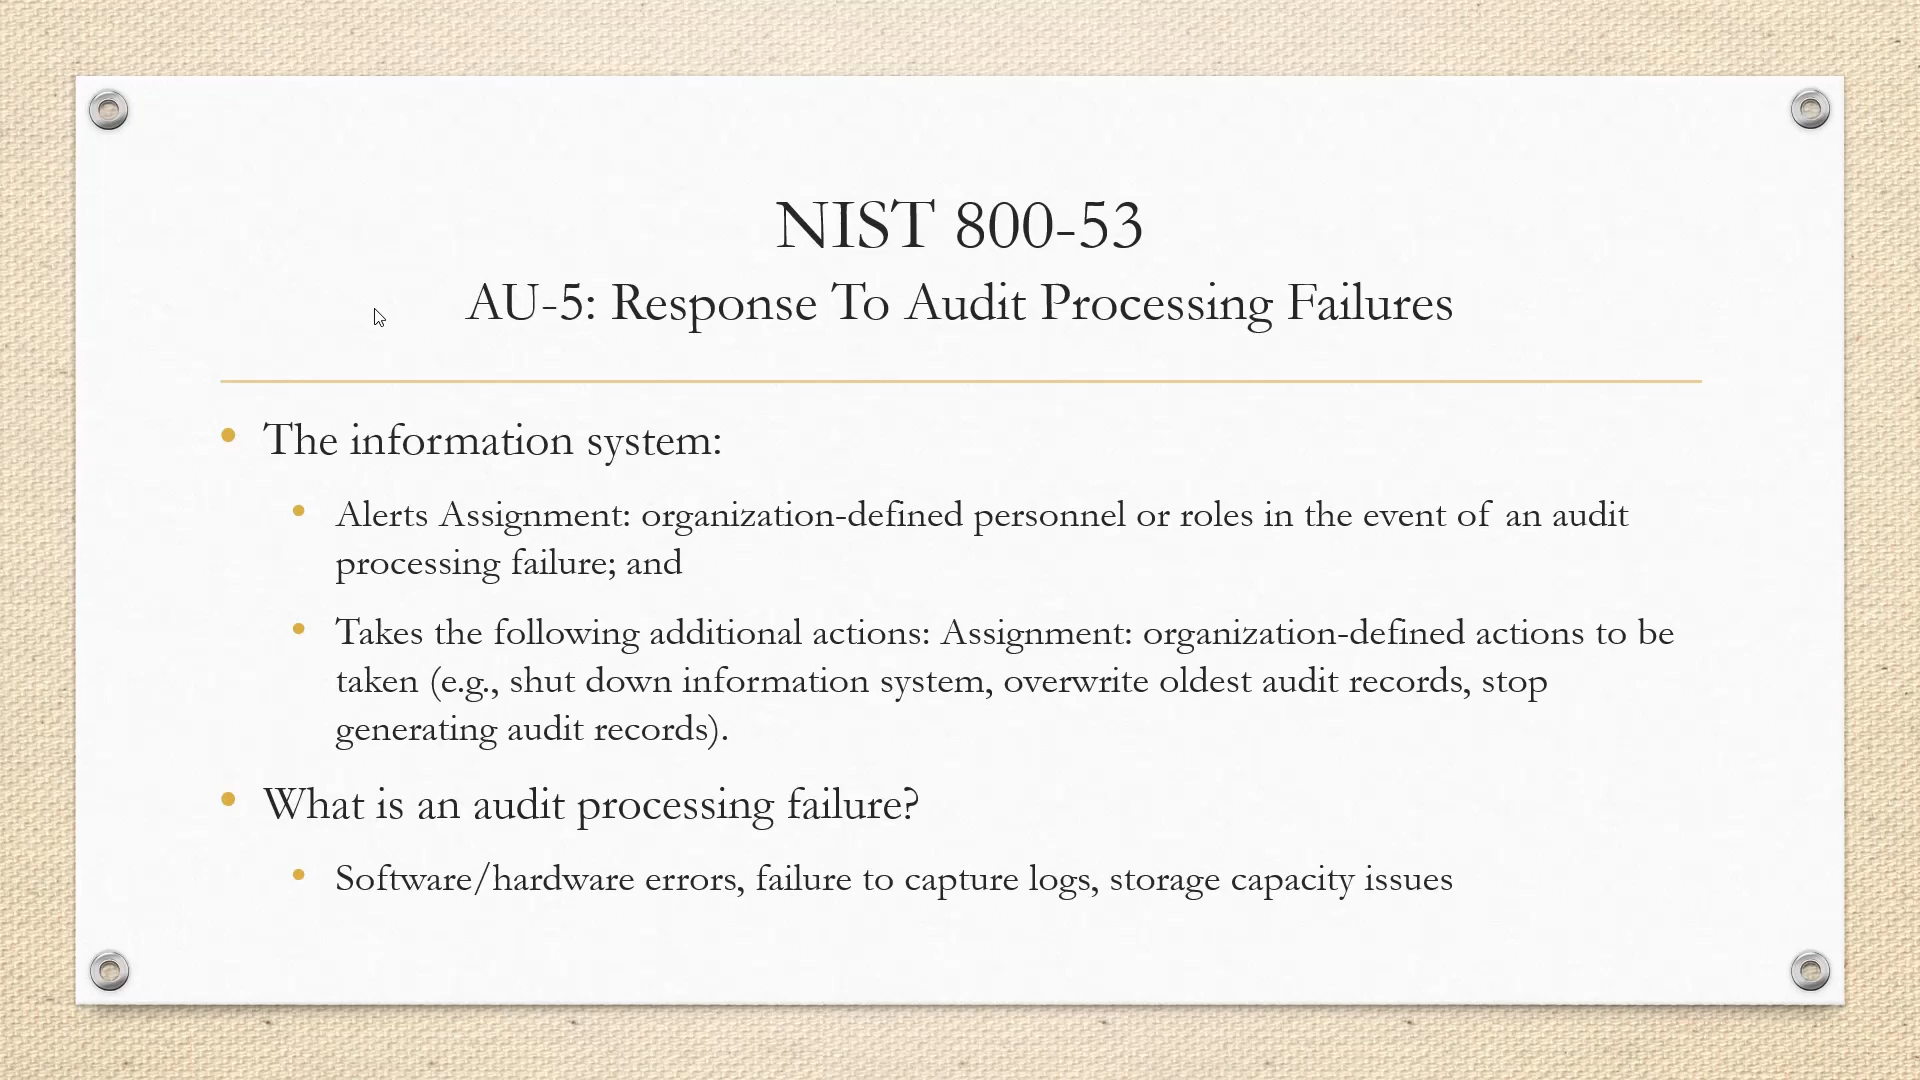 NIST 800-53
AU-5: Response To Audit Processing Failures
The information system:
Alerts Assignment: organization-defined personnel or roles in the event of an audit
processing failure; and
Takes the following additional actions: Assignment: organization-defined actions to be
taken (e.g., shut down information system, overwrite oldest audit records, stop
generating audit records).
What is an audit processing failure?
Software/hardware errors, failure to capture logs, storage capacity issues